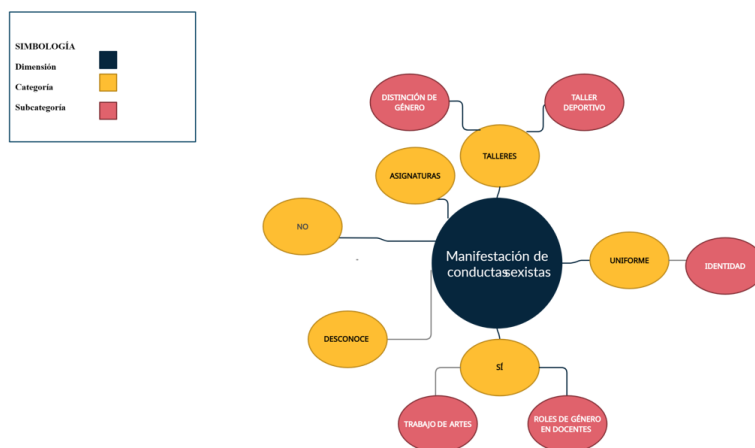 SIMBOLOGÍA
Dimensión
Categoría
Subcategoría
DISTINCIÓN DE
GÉNERO
TALLER
DEPORTIVO
TALLERES
ASIGNATURAS
NO
Manifestación de
conductas sexistas
UNIFORME
IDENTIDAD
DESCONOCE
SÍ
TRABAJO DE ARTES
ROLES DE GÉNERO
EN DOCENTES